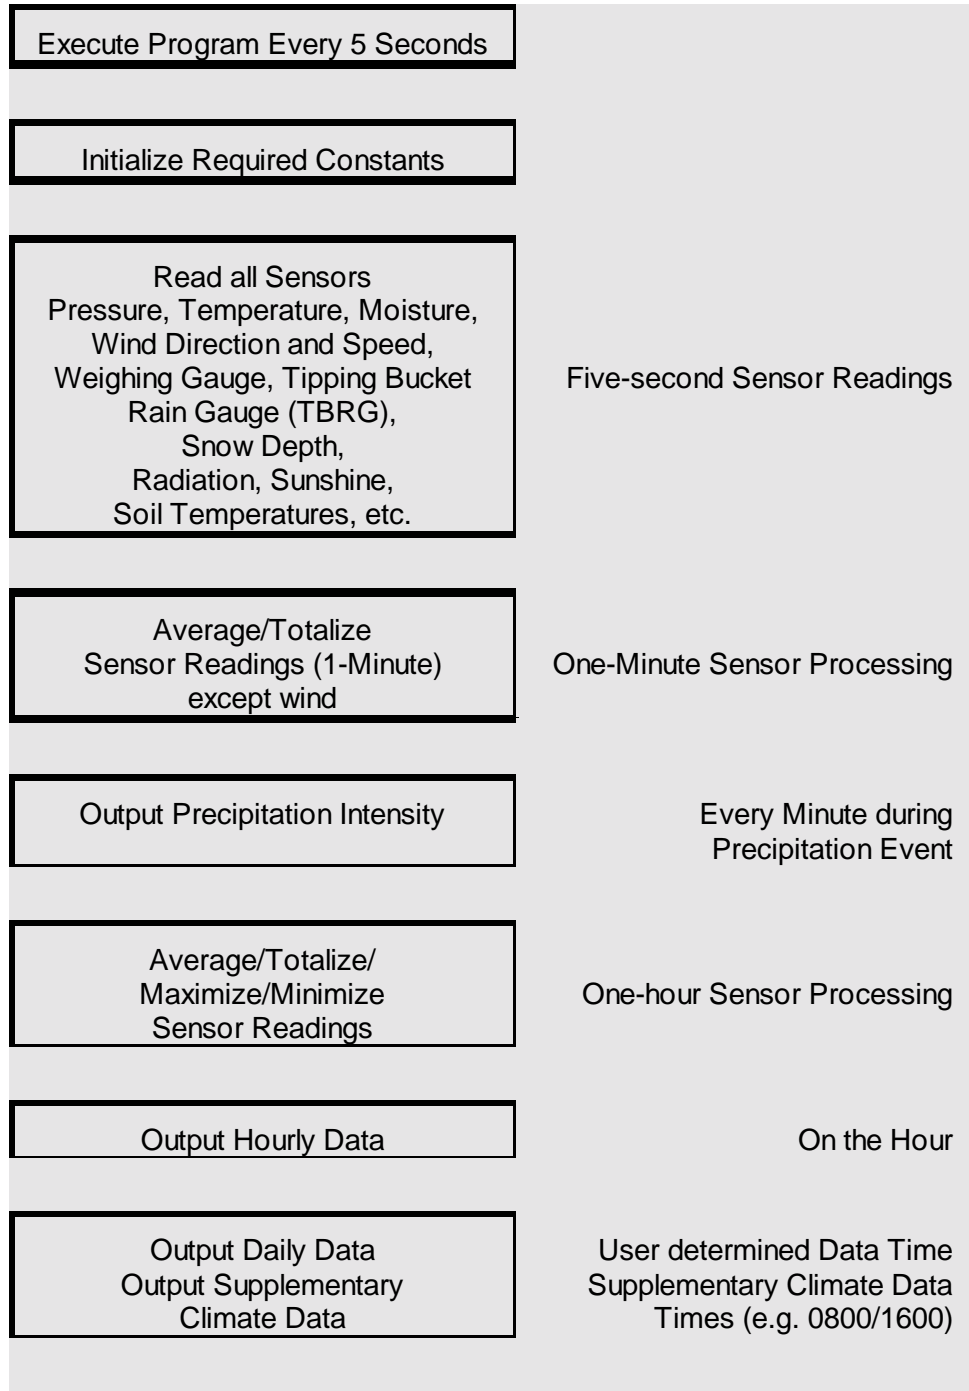 Execute Program Every 5 Seconds
Initialize Required Constants
Read all Sensors
Pressure, Temperature, Moisture,
Wind Direction and Speed,
Weighing Gauge, Tipping Bucket
Rain Gauge (TBRG),
Snow Depth,
Radiation, Sunshine,
Soil Temperatures, etc.
Five-second Sensor Readings
Average/Totalize
Sensor Readings (1-Minute)
except wind
One-Minute Sensor Processing
Output Precipitation Intensity
Every Minute during
Precipitation Event
Average/Totalize/
Maximize/Minimize
Sensor Readings
One-hour Sensor Processing
Output Hourly Data
On the Hour
Output Daily Data
Output Supplementary
Climate Data
User determined Data Time
Supplementary Climate Data
Times (e.g. 0800/1600)